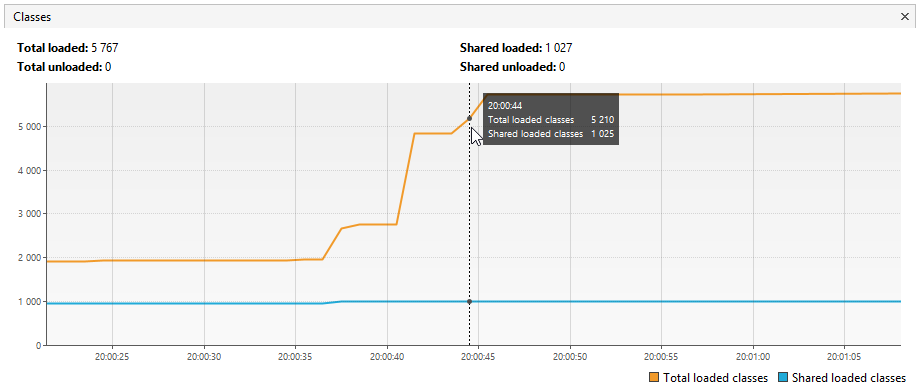 Classes
Total loaded: 5 767
Shared loaded: 1 027
Total unloaded: 0
Shared unloaded: 0
20:00:44
Total loaded classes 5 210
Shared loaded classes 1 025
5 000
4 000
3 000
2 000
1 000
0
20:00:25 20:00:30 20:00:35 20:00:40 20:00:45 20:00:50 20:00:55 20:01:00 20:01:05
Total loaded classes Shared loaded classes